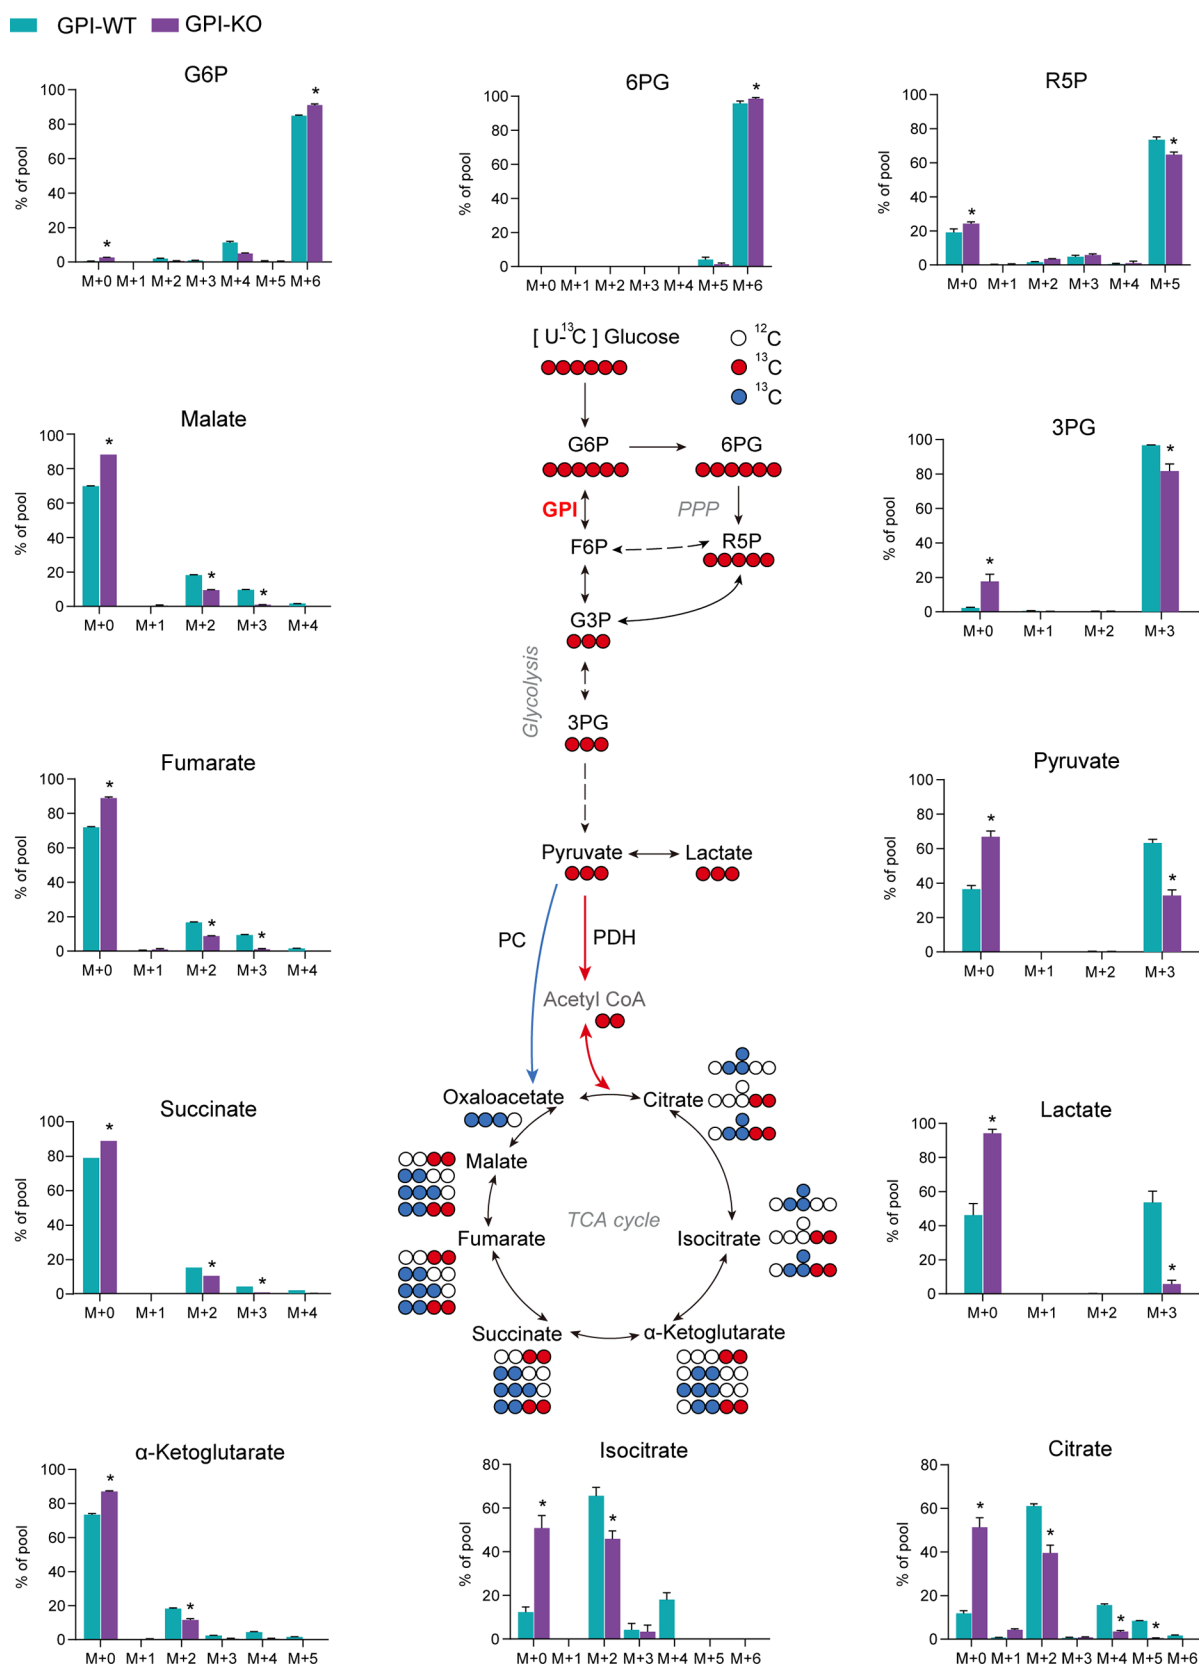 GPI-WT GPI-KO
G6P
% of pool
100
80
60
40
20
0
M+0 M+1 M+2 M+3 M+4 M+5 M+6
* *
6PG
% of pool
100
80
60
40
20
0
M+0 M+1 M+2 M+3 M+4 M+5 M+6
*
R5P
% of pool
100
80
60
40
20
0
M+0 M+1 M+2 M+3 M+4 M+5
* *
[ U-13C ] Glucose
12C
13C
13C
G6P
6PG
GPI
PPP
F6P
R5P
G3P
Glycolysis
3PG
Pyruvate
Lactate
PC
PDH
Acetyl CoA
Oxaloacetate
Citrate
Malate
TCA cycle
Fumarate
Isocitrate
Succinate
α-Ketoglutarate
Malate
% of pool
100
80
60
40
20
0
M+0 M+1 M+2 M+3 M+4
* * *
3PG
% of pool
100
80
60
40
20
0
M+0 M+1 M+2 M+3
* *
Fumarate
% of pool
100
80
60
40
20
0
M+0 M+1 M+2 M+3 M+4
* * *
Pyruvate
% of pool
100
80
60
40
20
0
M+0 M+1 M+2 M+3
* *
Succinate
% of pool
100
80
60
40
20
0
M+0 M+1 M+2 M+3 M+4
* * *
Lactate
% of pool
100
80
60
40
20
0
M+0 M+1 M+2 M+3
* *
α-Ketoglutarate
% of pool
100
80
60
40
20
0
M+0 M+1 M+2 M+3 M+4 M+5
* *
Isocitrate
% of pool
80
60
40
20
0
M+0 M+1 M+2 M+3 M+4 M+5 M+6
* *
Citrate
% of pool
80
60
40
20
0
M+0 M+1 M+2 M+3 M+4 M+5 M+6
* * * *